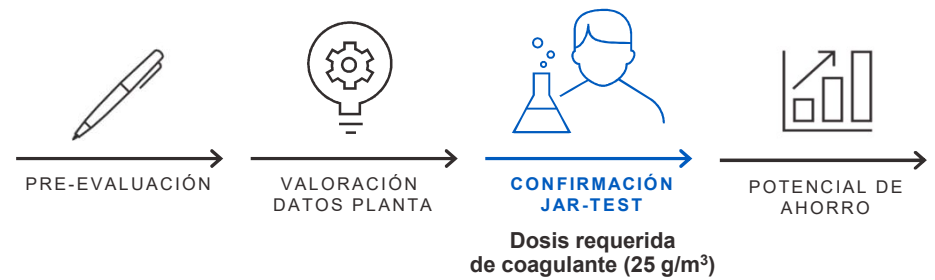 PRE-EVALUACIÓN
VALORACIÓN
DATOS PLANTA
CONFIRMACIÓN
JAR-TEST
Dosis requerida
de coagulante (25 g/m³)
POTENCIAL DE
AHORRO